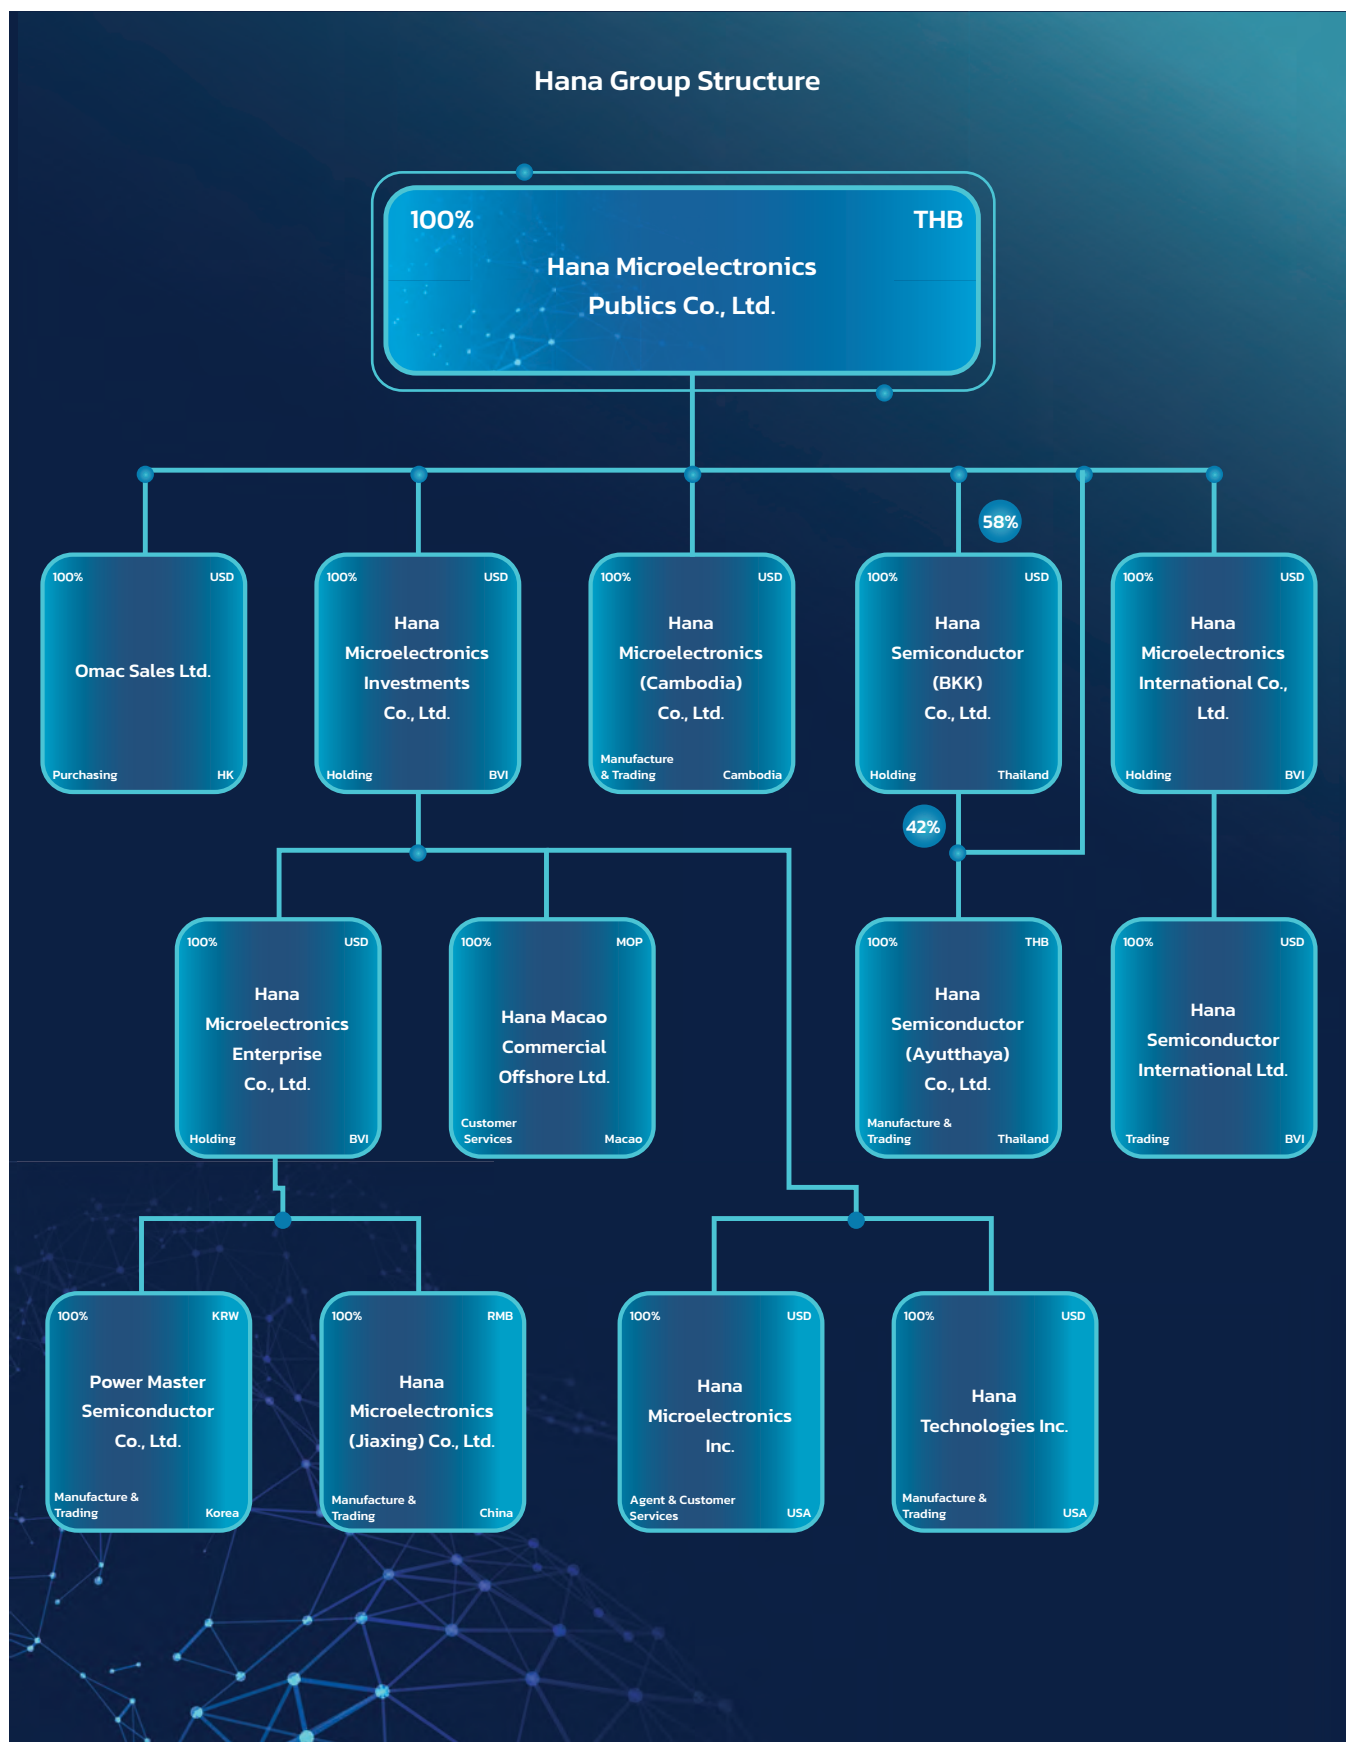 Hana Group Structure
100%
THB
Hana Microelectronics
Publics Co., Ltd.
58%
100%
USD
Omac Sales Ltd.
Purchasing
HK
100%
USD
Hana
Microelectronics
Investments
Co., Ltd.
Holding
BVI
100%
USD
Hana
Microelectronics
(Cambodia)
Co., Ltd.
Manufacture
& Trading
Cambodia
100%
USD
Hana
Semiconductor
(BKK)
Co., Ltd.
Holding
Thailand
100%
USD
Hana
Microelectronics
International Co.,
Ltd.
Holding
BVI
42%
100%
USD
Hana
Microelectronics
Enterprise
Co., Ltd.
Holding
BVI
100%
MOP
Hana Macao
Commercial
Offshore Ltd.
Customer
Services
Macao
100%
THB
Hana
Semiconductor
(Ayutthaya)
Co., Ltd.
Manufacture &
Trading
Thailand
100%
USD
Hana
Semiconductor
International Ltd.
Trading
BVI
100%
KRW
Power Master
Semiconductor
Co., Ltd.
Manufacture &
Trading
Korea
100%
RMB
Hana
Microelectronics
(Jiaxing) Co., Ltd.
Manufacture &
Trading
China
100%
USD
Hana
Microelectronics
Inc.
Agent & Customer
Services
USA
100%
USD
Hana
Technologies Inc.
Manufacture &
Trading
USA